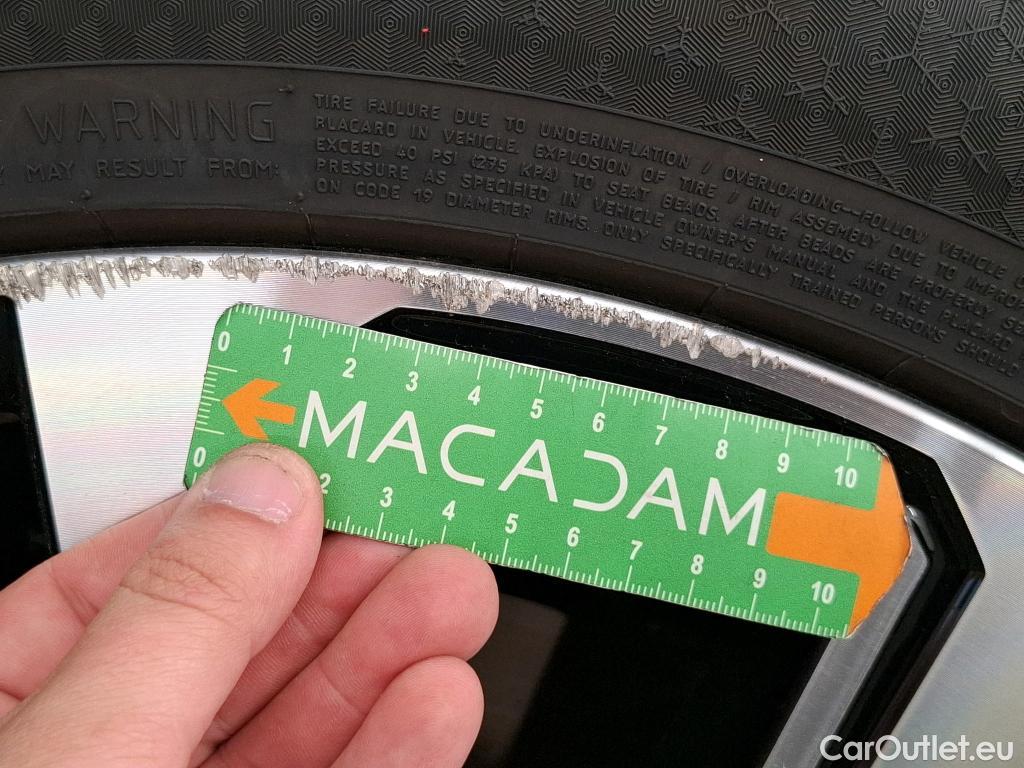 WARNING
MAY RESULT FROM:
TIRE FAILURE DUE TO UNDERINFLATION / OVERLOADING—FOLLOW VEHICLE
PLACARD IN VEHICLE. EXPLOSION OF TIRE / RIM ASSEMBLY DUE TO IMPROPER
EXCEED 40 PSI (275 KPA) TO SEAT BEADS. AFTER BEADS ARE PROPERLY
PRESSURE AS SPECIFIED IN VEHICLE OWNER'S MANUAL AND THE PLACARD
ON CODE 19 DIAMETER RIMS. ONLY SPECIFICALLY TRAINED PERSONS SHOULD
0 1 2 3 4 5 6 7 8 9 10
MACADAM
0 2 3 4 5 6 7 8 9 10
CarOutlet.eu